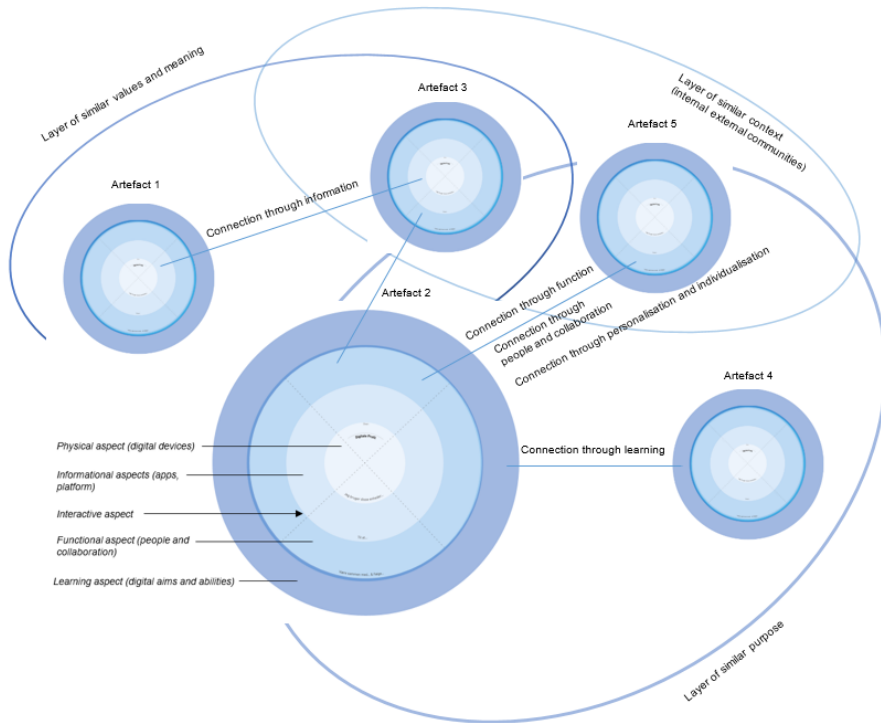 Layer of similar values and meaning
Artefact 3
Layer of similar context
(internal external communities)
Artefact 5
Artefact 1
Connection through information
Artefact 2
Connection through function
Connection through
people and collaboration
Connection through personalisation and individualisation
Artefact 4
Connection through learning
Physical aspect (digital devices)
Informational aspects (apps,
platform)
Interactive aspect
Functional aspect (people and
collaboration)
Learning aspect (digital aims and abilities)
Layer of similar purpose